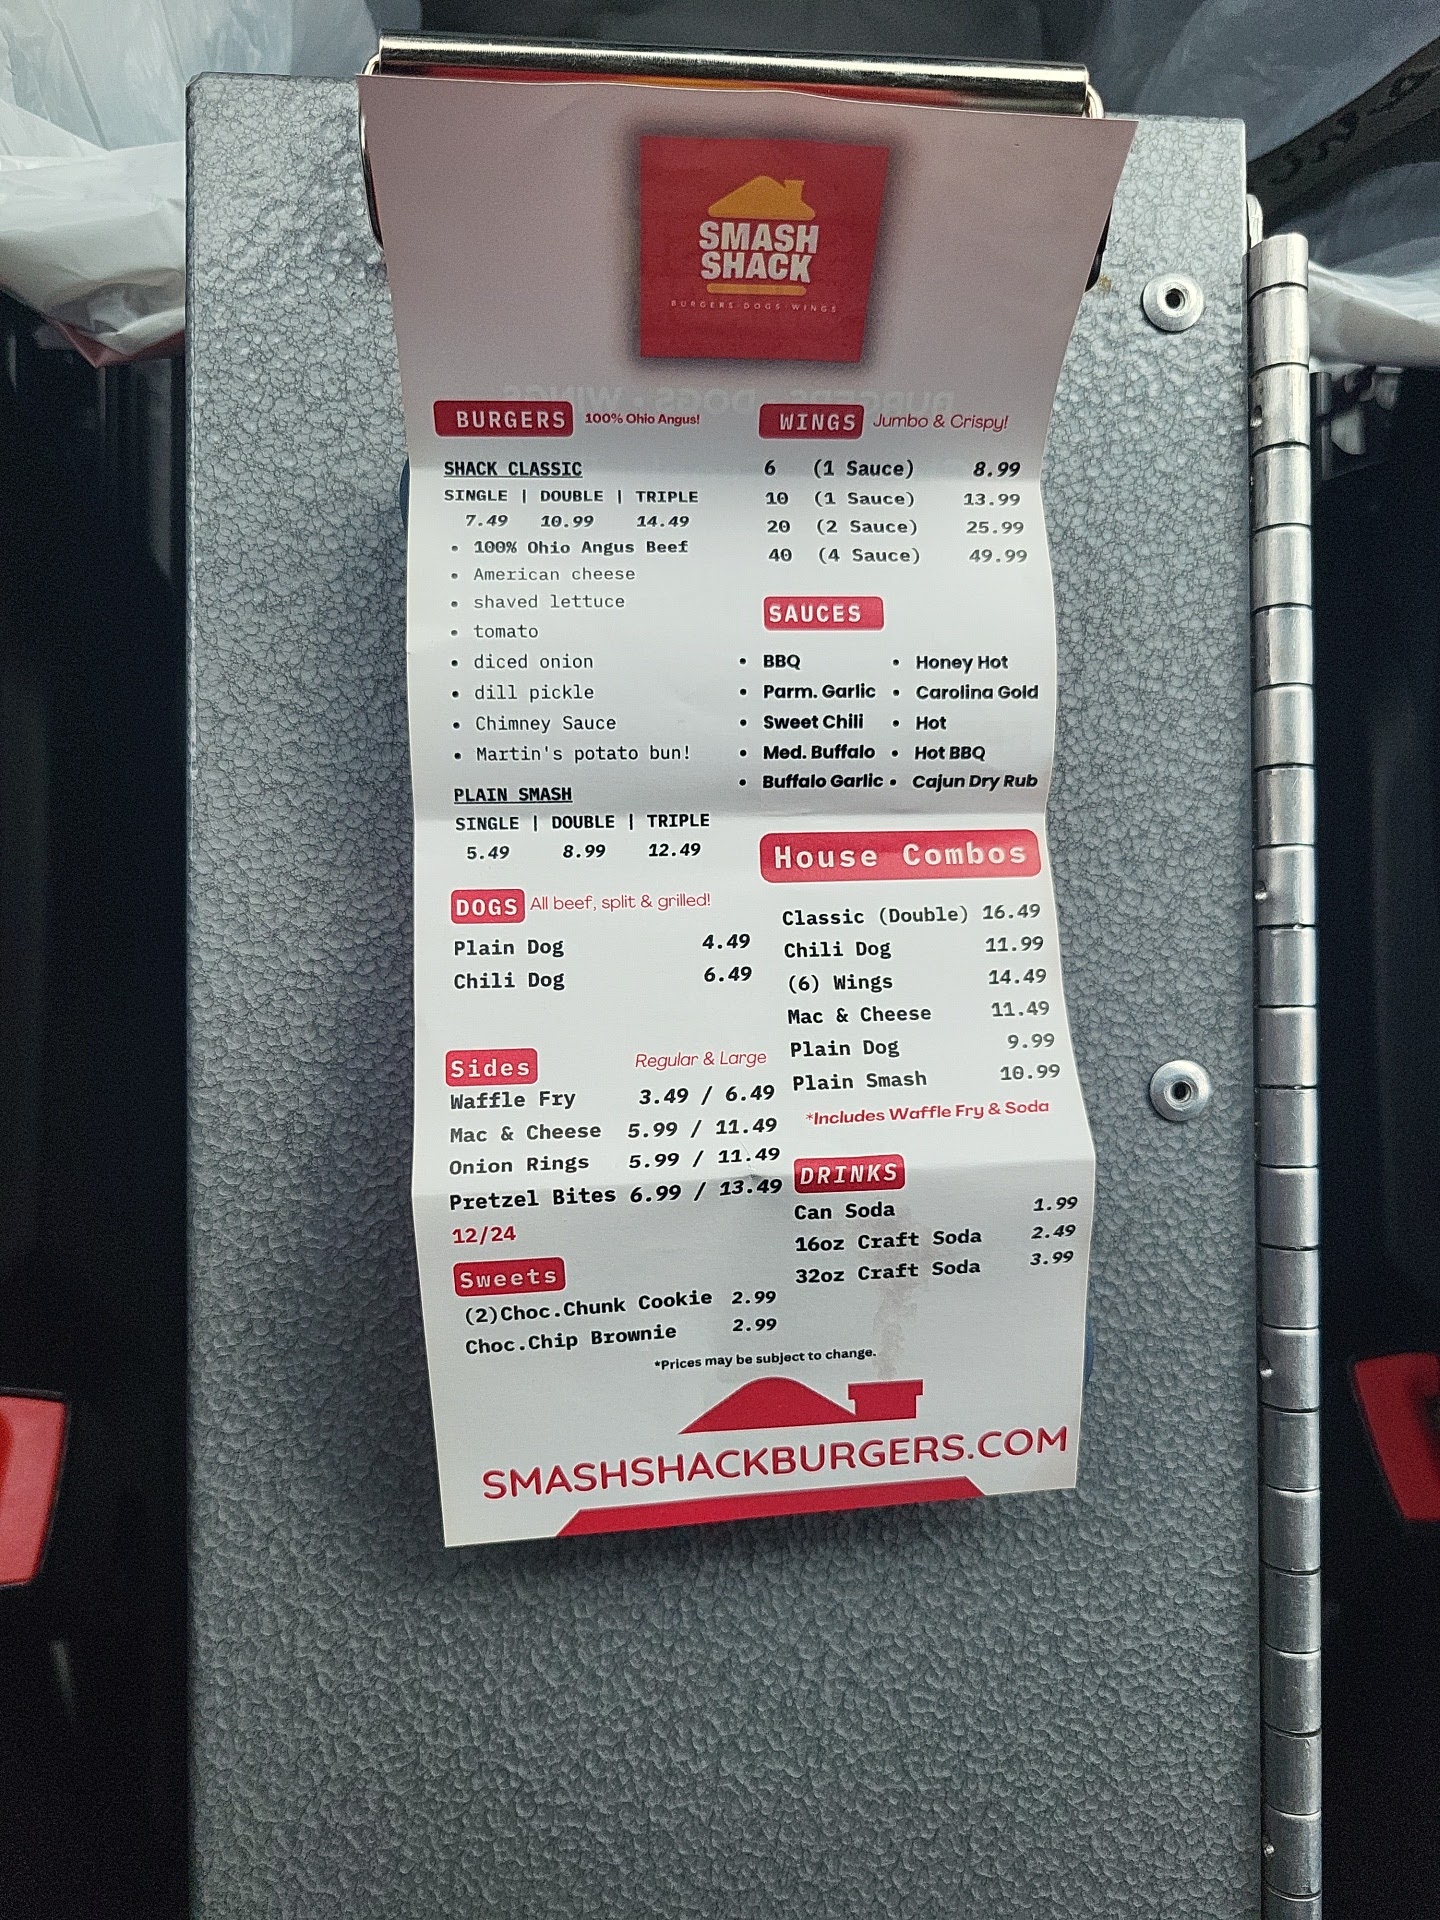 SMASH
SHACK
BURGERS·DOGS·WINGS
BURGERS 100% Ohio Angus!
SHACK CLASSIC
SINGLE | DOUBLE | TRIPLE
7.49 10.99 14.49
• 100% Ohio Angus Beef
• American cheese
• shaved lettuce
• tomato
• diced onion
• dill pickle
• Chimney Sauce
• Martin's potato bun!
PLAIN SMASH
SINGLE | DOUBLE | TRIPLE
5.49 8.99 12.49
DOGS All beef, split & grilled!
Plain Dog 4.49
Chili Dog 6.49
Sides Regular & Large
Waffle Fry 3.49 / 6.49
Mac & Cheese 5.99 / 11.49
Onion Rings 5.99 / 11.49
Pretzel Bites 6.99 / 13.49
12/24
Sweets
(2)Choc.Chunk Cookie 2.99
Choc.Chip Brownie 2.99
WINGS Jumbo & Crispy!
6 (1 Sauce) 8.99
10 (1 Sauce) 13.99
20 (2 Sauce) 25.99
40 (4 Sauce) 49.99
SAUCES
• BBQ • Honey Hot
• Parm. Garlic • Carolina Gold
• Sweet Chili • Hot
• Med. Buffalo • Hot BBQ
• Buffalo Garlic • Cajun Dry Rub
House Combos
Classic (Double) 16.49
Chili Dog 11.99
(6) Wings 14.49
Mac & Cheese 11.49
Plain Dog 9.99
Plain Smash 10.99
*Includes Waffle Fry & Soda
DRINKS
Can Soda 1.99
16oz Craft Soda 2.49
32oz Craft Soda 3.99
*Prices may be subject to change.
SMASHSHACKBURGERS.COM